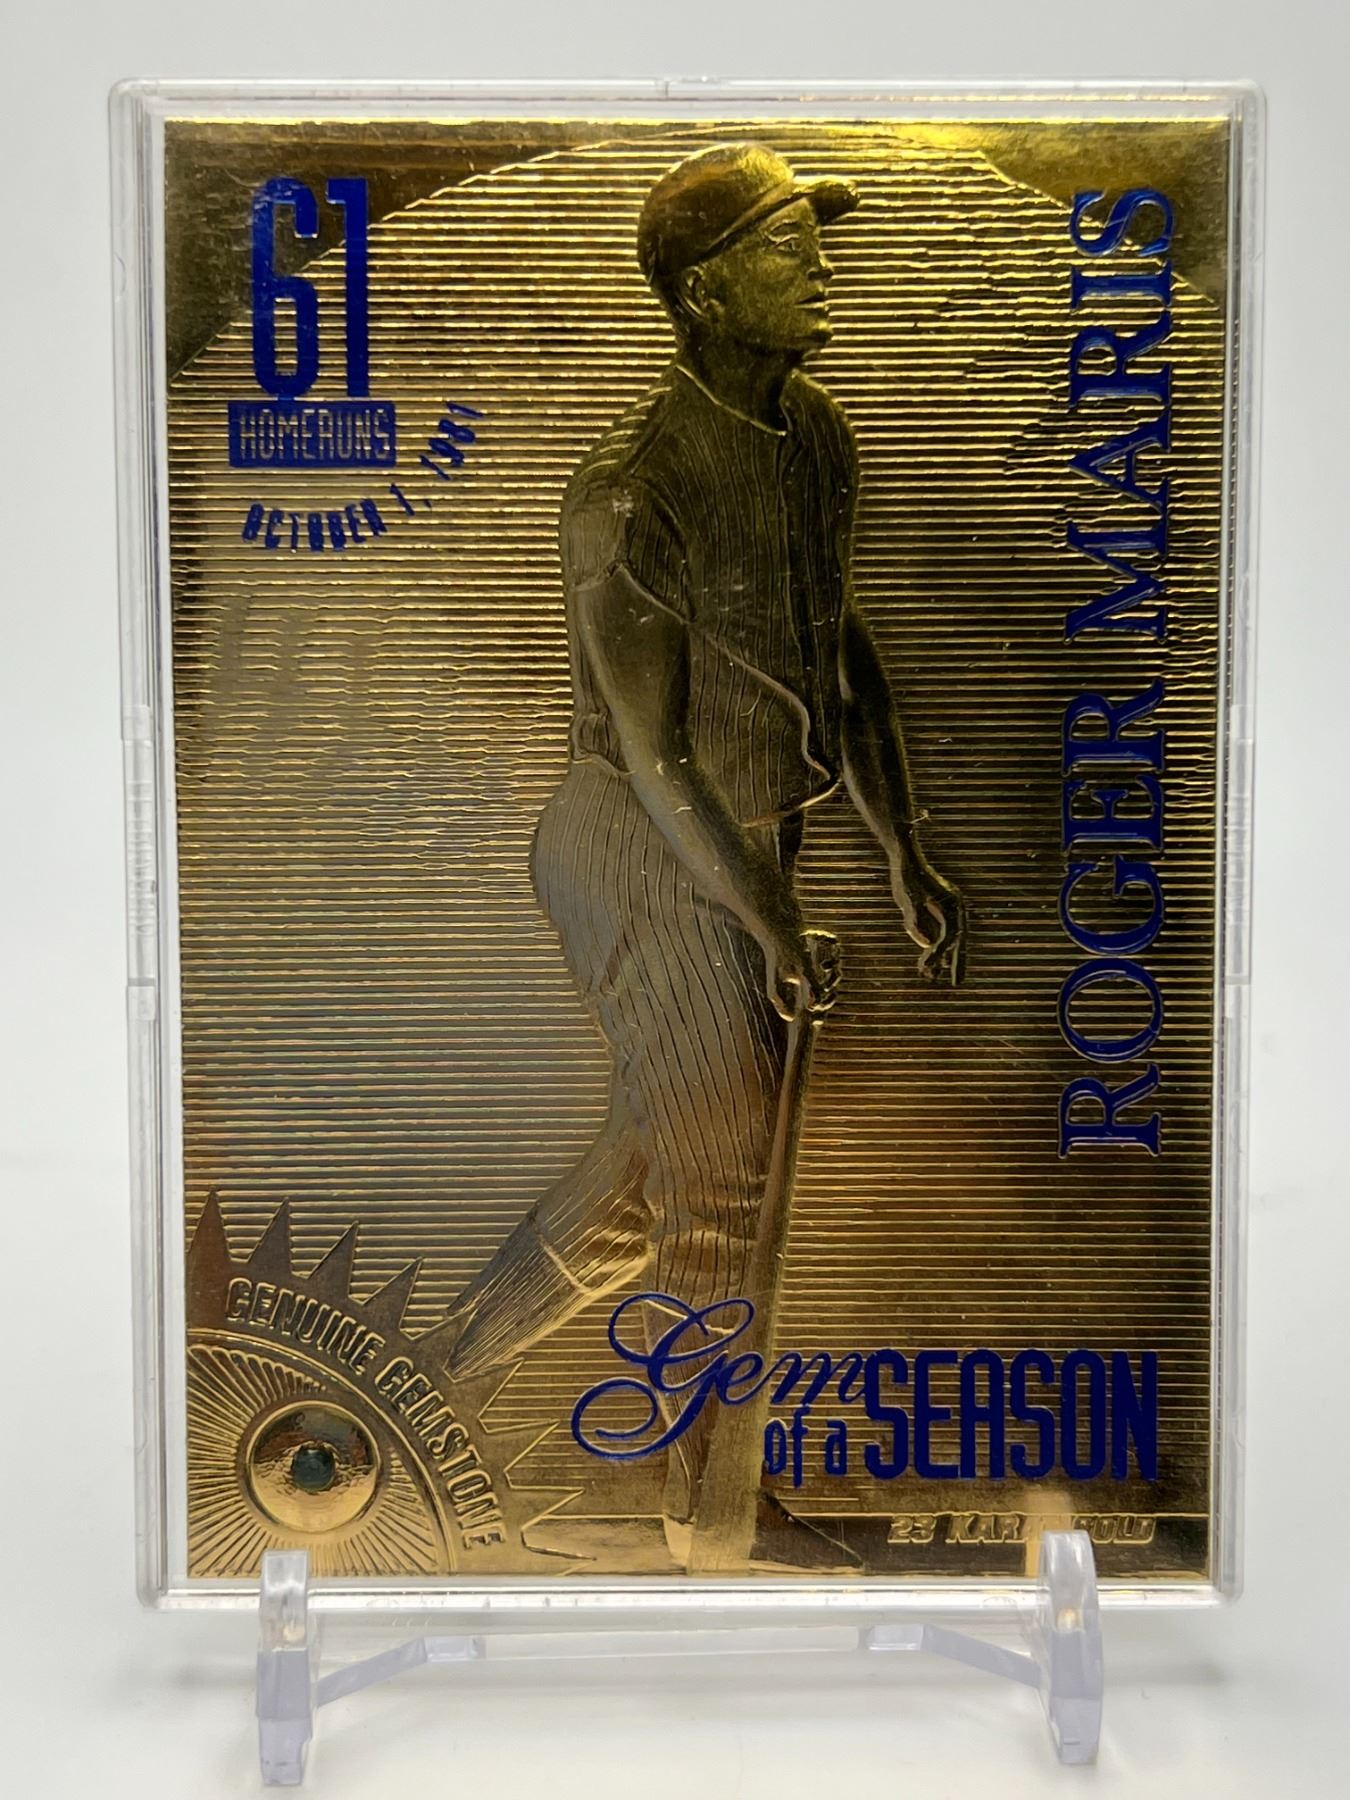 61
HOMERUNS
OCTOBER 1, 1961
ROGER MARIS
GENUINE GEMSTONE
Gem
of a SEASON
23 KARAT GOLD